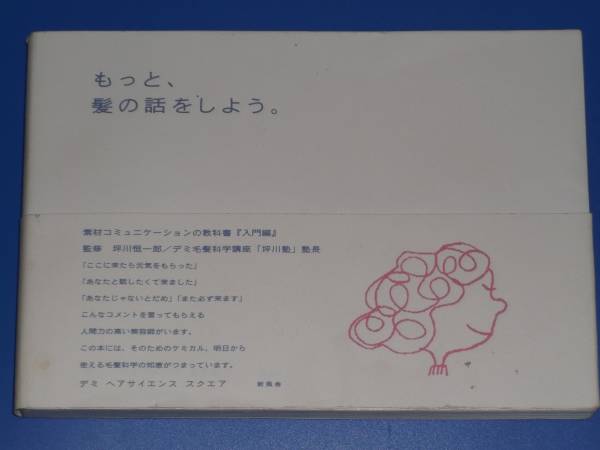 もっと、
髪の話をしよう。
素材コミュニケーションの教科書『入門編』
監修　坪川恒一郎／デミ毛髪科学講座「坪川塾」塾長
「ここに来たら元気をもらった」
「あなたと話したくて来ました」
「あなたじゃないとだめ」「また必ず来ます」
こんなコメントを言ってもらえる
人間力の高い美容師がいます。
この本には、そのためのケミカル、明日から
使える毛髪科学の知恵がつまっています。
デミ ヘアサイエンス スクエア　新風舎